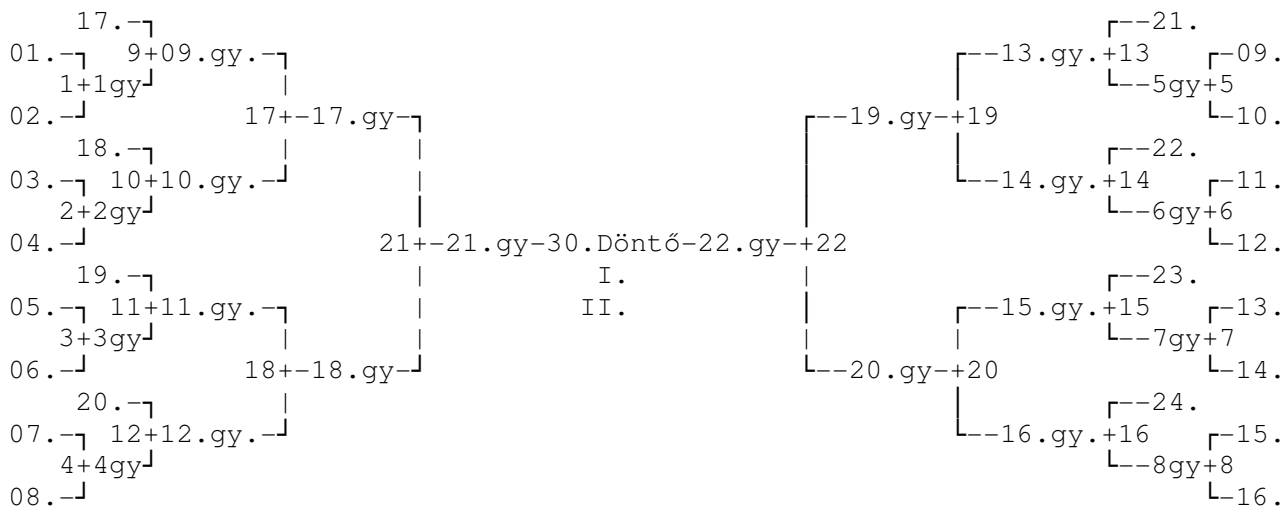 17.-┐                                                           ┌--21.
01.-┐  9+09.gy.-┐                                          ┌--13.gy.+13    ┌-09.
   1+1gy┘       |                                          |         └--5gy+5
02.-┘         17+-17.gy-┐                        ┌--19.gy-+19              └-10.
    18.-┐       |       |                        |         |         ┌--22.
03.-┐ 10+10.gy.-┘       |                        |         └--14.gy.+14    ┌-11.
   2+2gy┘               |                        |                   └--6gy+6
04.-┘                 21+-21.gy-30.Döntő-22.gy-+22                         └-12.
    19.-┐               |          I.            |                   ┌--23.
05.-┐ 11+11.gy.-┐       |         II.            |         ┌--15.gy.+15    ┌-13.
   3+3gy┘       |       |                        |         |         └--7gy+7
06.-┘         18+-18.gy-┘                        └--20.gy-+20              └-14.
    20.-┐       |                                          |         ┌--24.
07.-┐ 12+12.gy.-┘                                          └--16.gy.+16    ┌-15.
   4+4gy┘                                                            └--8gy+8
08.-┘                                                                      └-16.